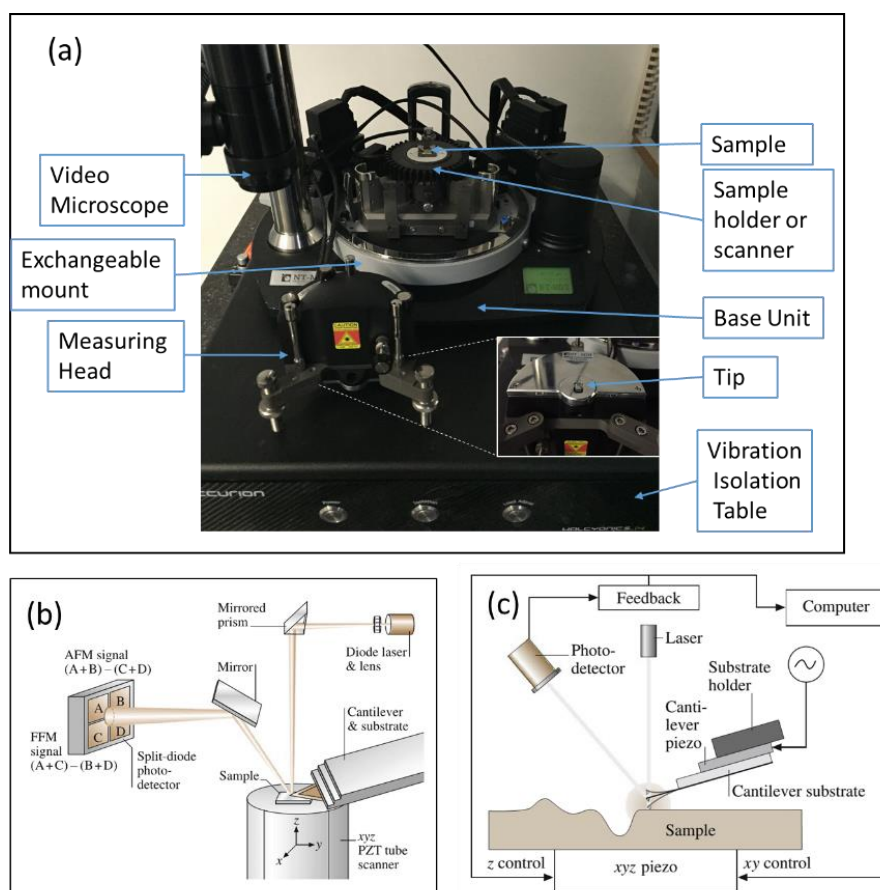 (a)
Video
Microscope
Exchangeable
mount
Measuring
Head
Sample
Sample
holder or
scanner
Base Unit
Tip
Vibration
Isolation
Table
CAUTION
(b)
Mirrored
prism
Diode laser
& lens
AFM signal
(A+B) – (C+D)
Mirror
A B
C D
FFM
signal
(A+C) – (B+D)
Split-diode
photo-
detector
Cantilever
& substrate
Sample
z
y
x
xyz
PZT tube
scanner
(c)
Feedback
Computer
Laser
Photo-
detector
Substrate
holder
Canti-
lever
piezo
Cantilever substrate
Sample
z control
xyz piezo
xy control